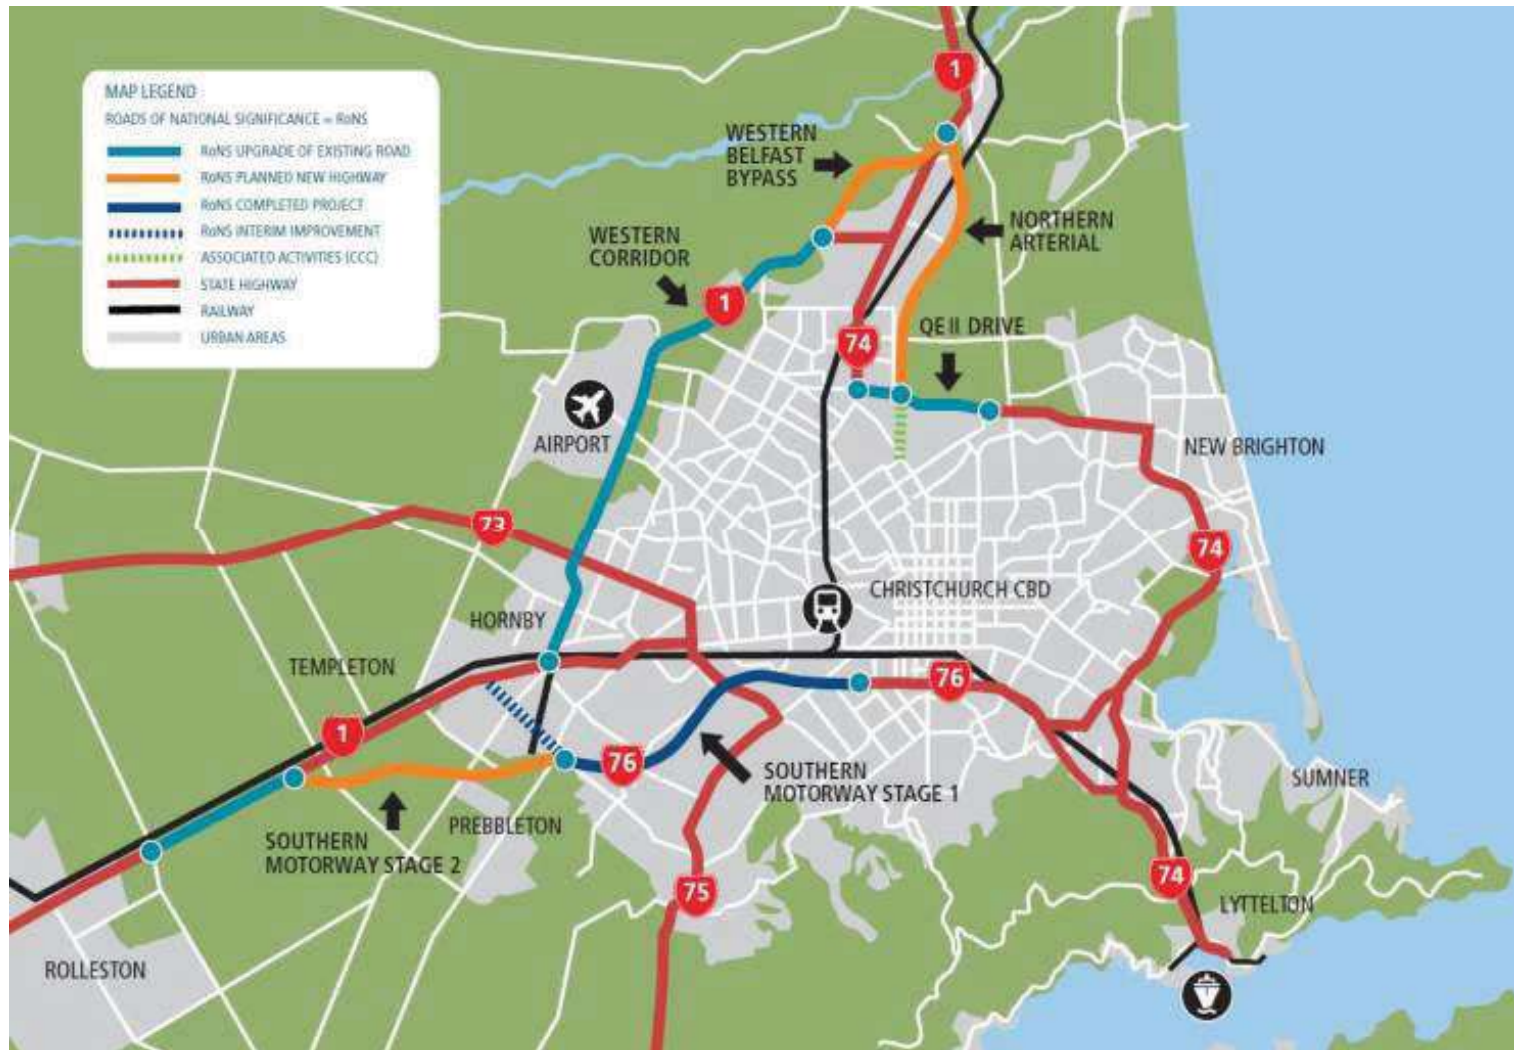 MAP LEGEND
ROADS OF NATIONAL SIGNIFICANCE = RoNS
RoNS UPGRADE OF EXISTING ROAD
RoNS PLANNED NEW HIGHWAY
RoNS COMPLETED PROJECT
RoNS INTERIM IMPROVEMENT
ASSOCIATED ACTIVITIES (CCC)
STATE HIGHWAY
RAILWAY
URBAN AREAS
1
WESTERN
BELFAST
BYPASS
NORTHERN
ARTERIAL
WESTERN
CORRIDOR
1
74
QE II DRIVE
AIRPORT
NEW BRIGHTON
73
74
CHRISTCHURCH CBD
HORNBY
TEMPLETON
76
1
76
SOUTHERN
MOTORWAY STAGE 1
SUMNER
SOUTHERN
MOTORWAY STAGE 2
PREBBLETON
75
74
LYTTELTON
ROLLESTON